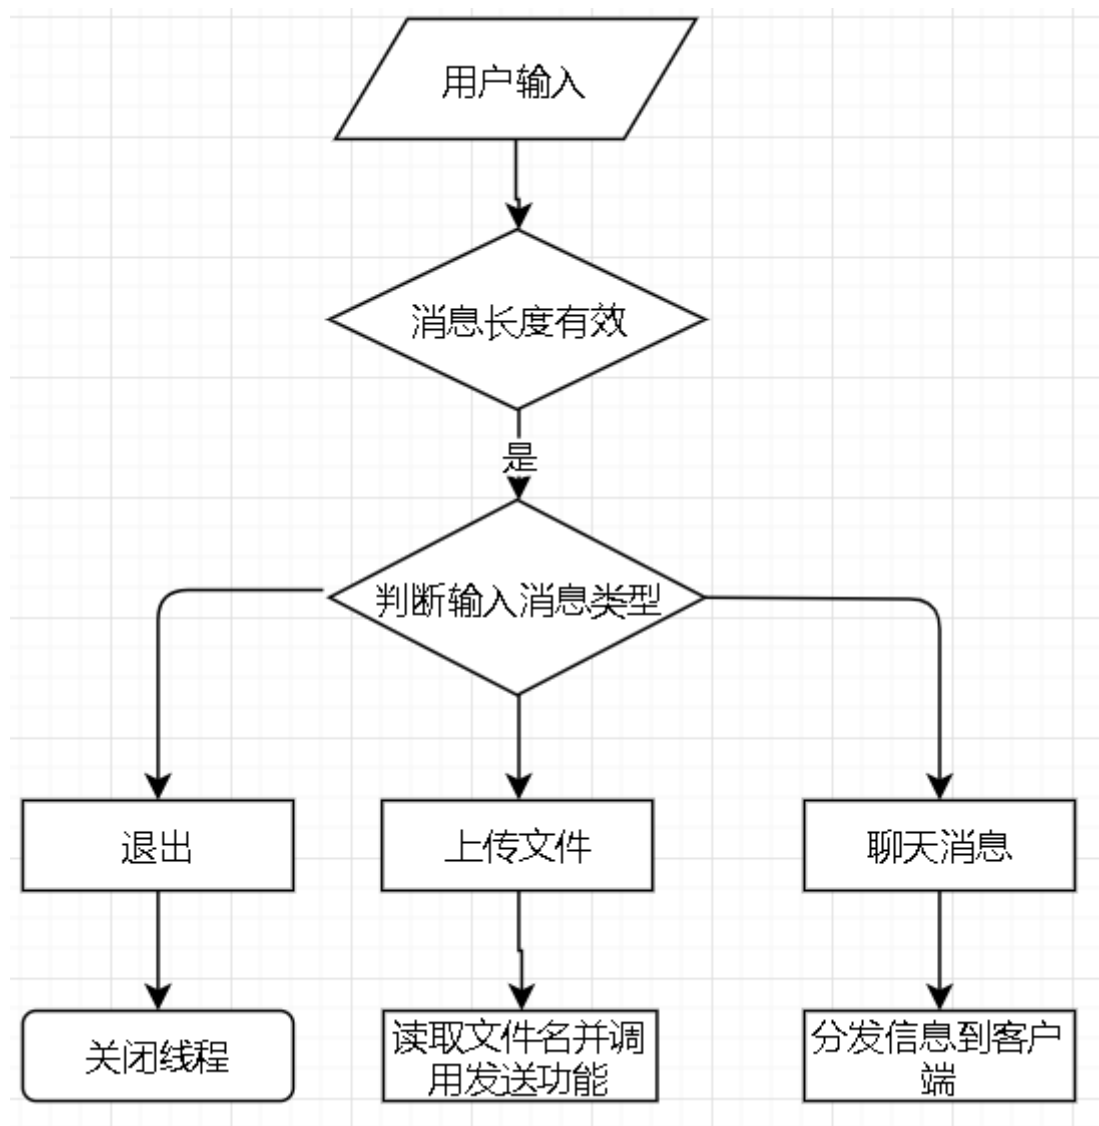 用户输入
消息长度有效
是
判断输入消息类型
退出
上传文件
聊天消息
关闭线程
读取文件名并调
用发送功能
分发信息到客户
端